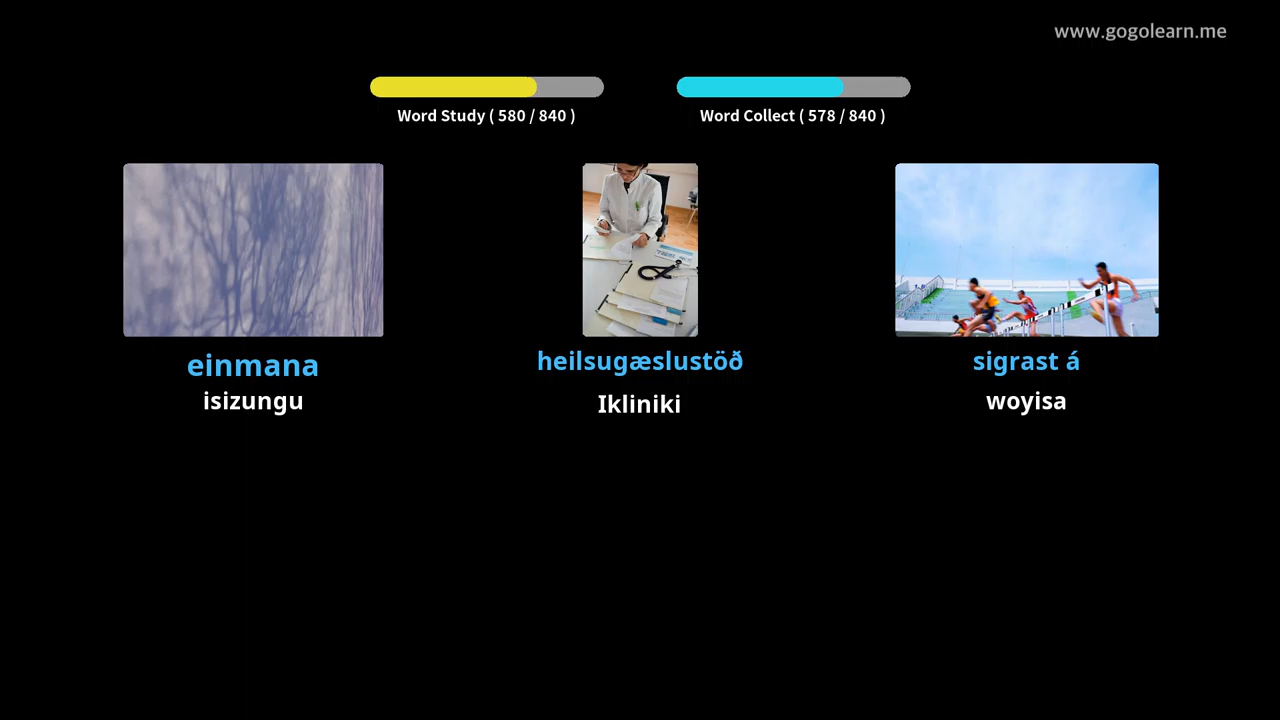 www.gogolearn.me
Word Study ( 580 / 840 )
Word Collect ( 578 / 840 )
einmana
isizungu
heilsugæslustöð
Ikliniki
sigrast á
woyisa